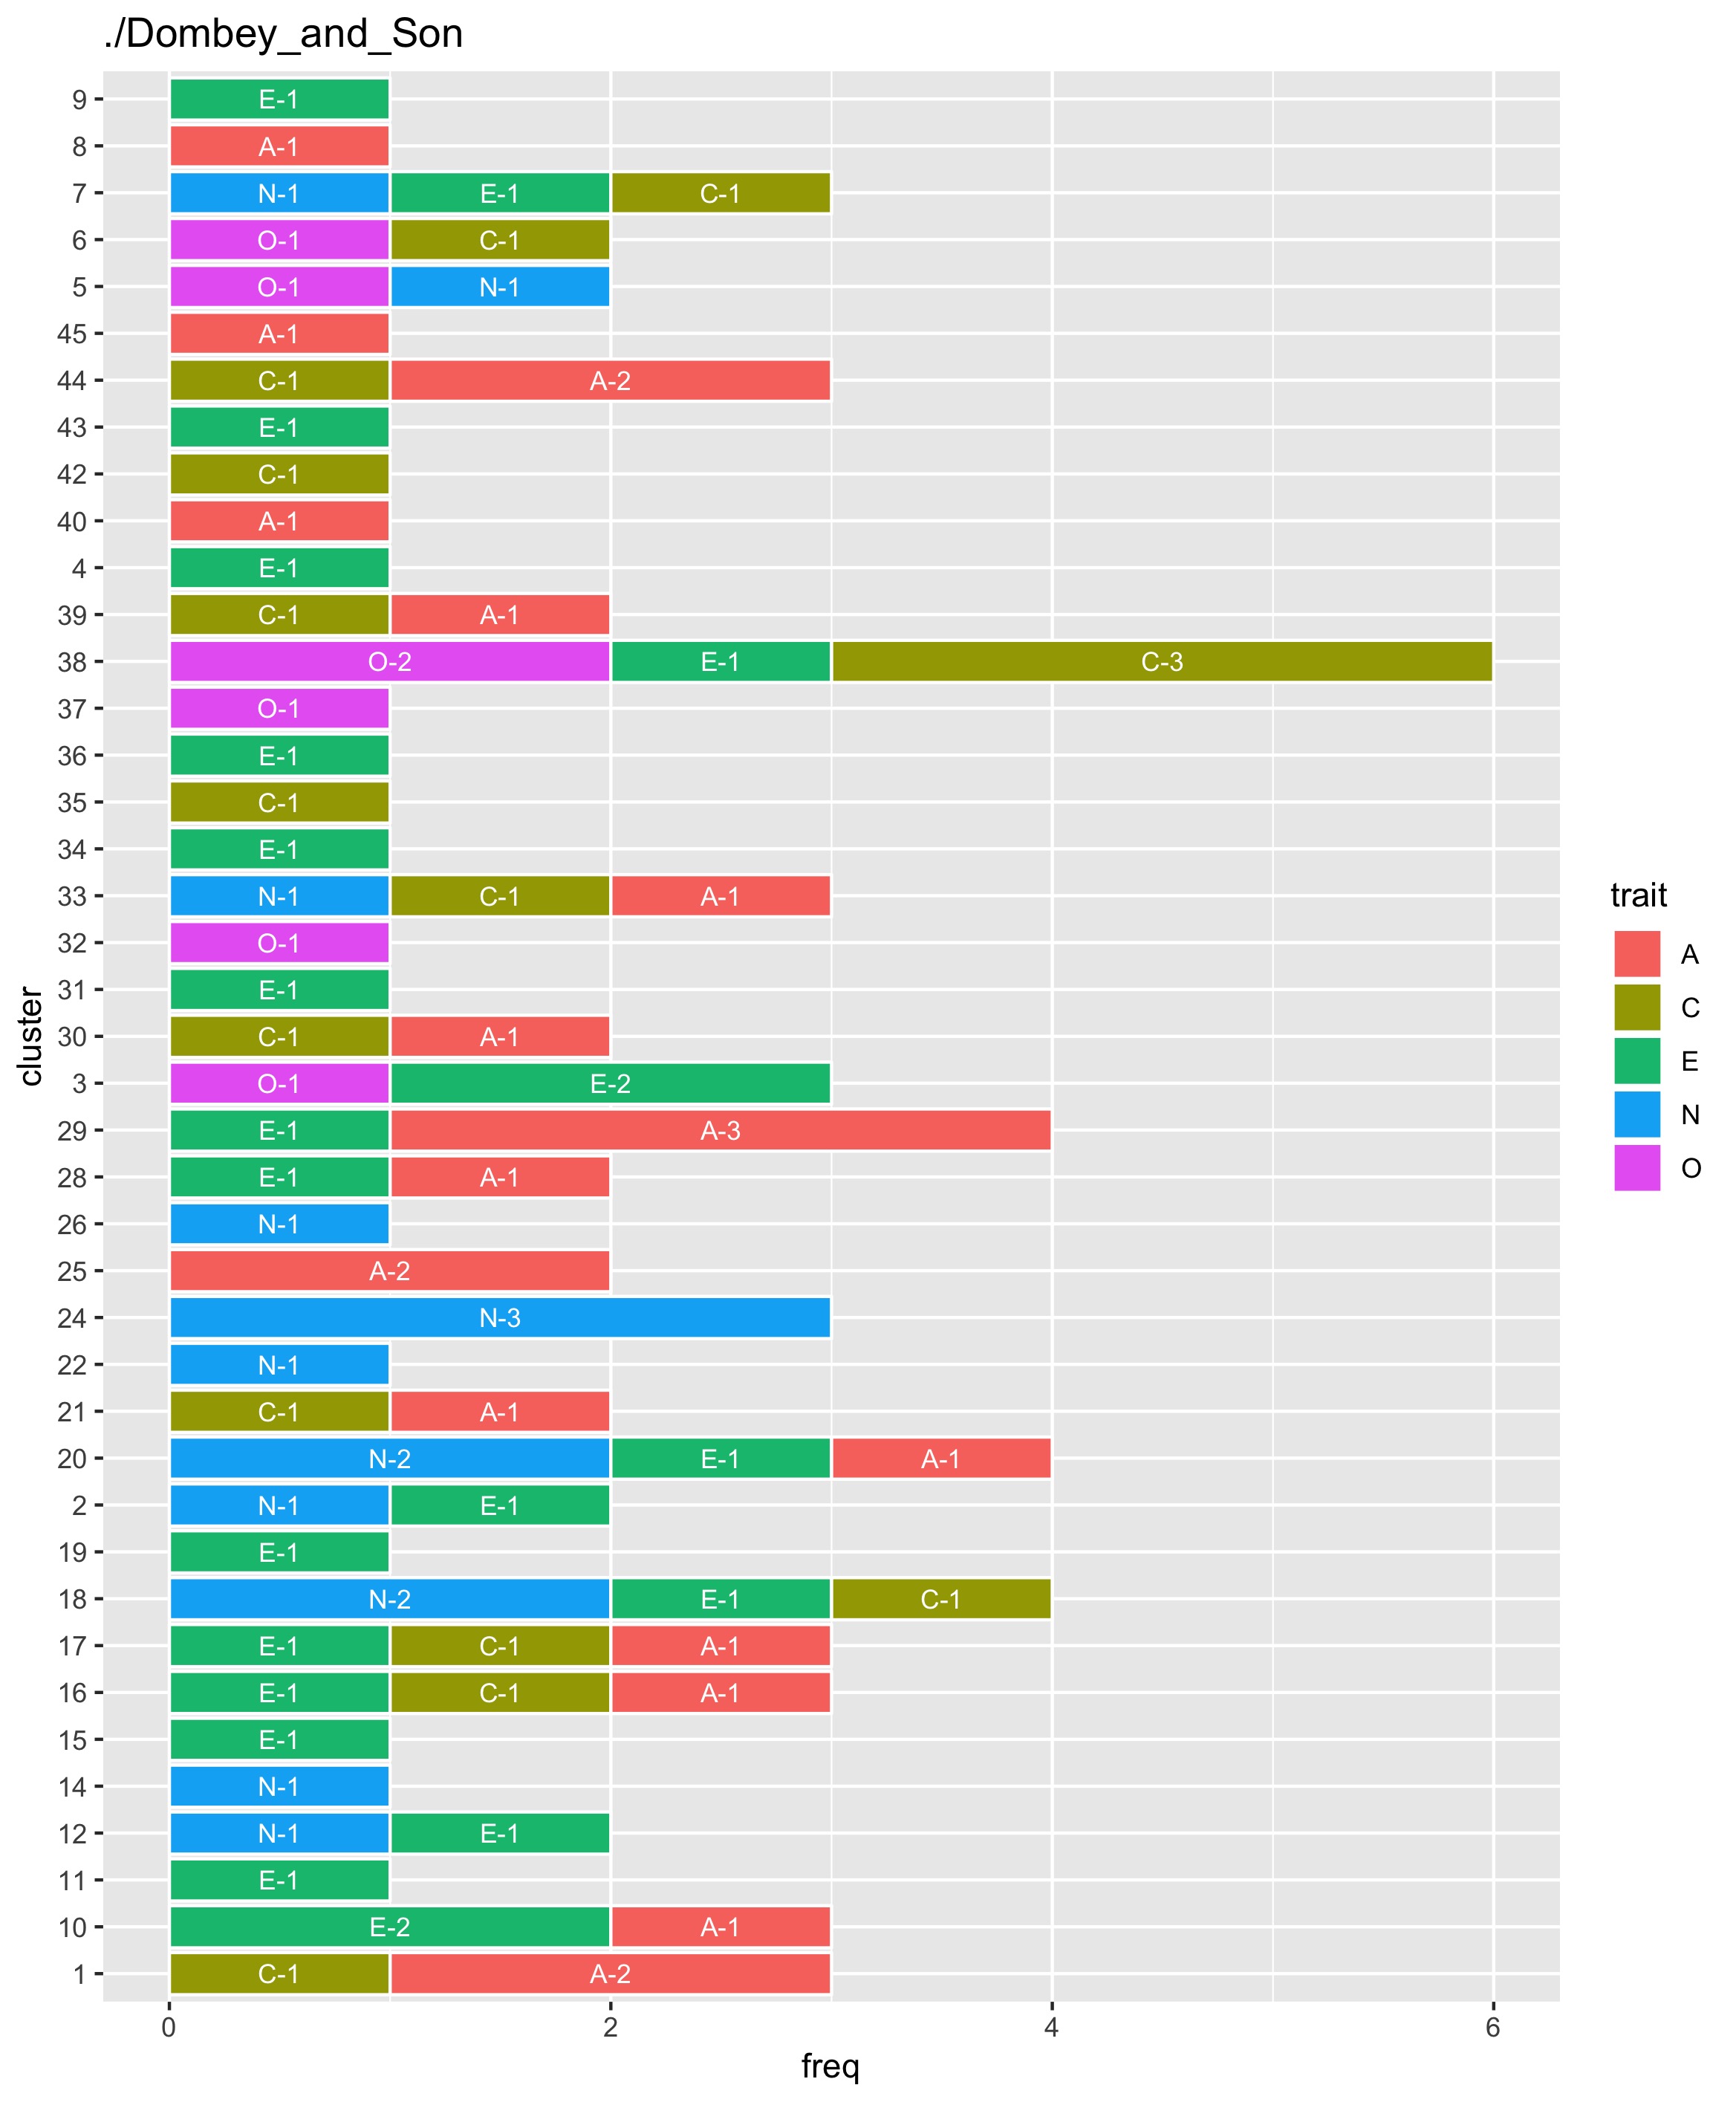 ./Dombey_and_Son
9 E-1
8 A-1
7 N-1 E-1 C-1
6 O-1 C-1
5 O-1 N-1
45 A-1
44 C-1 A-2
43 E-1
42 C-1
40 A-1
4 E-1
39 C-1 A-1
38 O-2 E-1 C-3
37 O-1
36 E-1
35 C-1
34 E-1
33 N-1 C-1 A-1
32 O-1
31 E-1
30 C-1 A-1
3 O-1 E-2
29 E-1 A-3
28 E-1 A-1
26 N-1
25 A-2
24 N-3
22 N-1
21 C-1 A-1
20 N-2 E-1 A-1
2 N-1 E-1
19 E-1
18 N-2 E-1 C-1
17 E-1 C-1 A-1
16 E-1 C-1 A-1
15 E-1
14 N-1
12 N-1 E-1
11 E-1
10 E-2 A-1
1 C-1 A-2
0 2 4 6
freq
cluster
trait
A
C
E
N
O